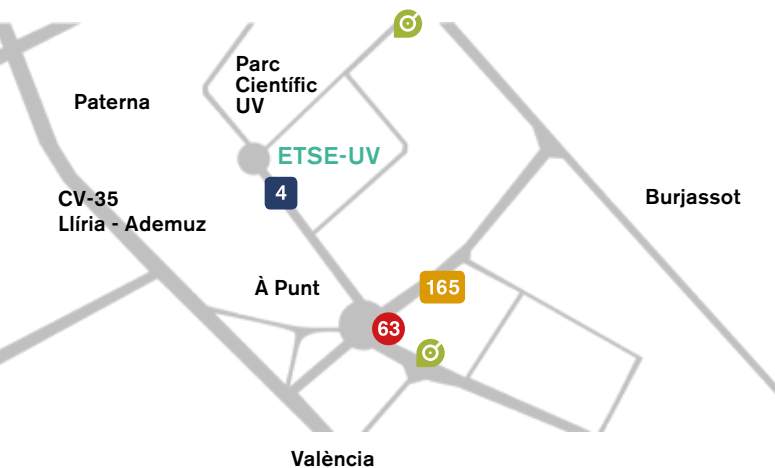 Parc
Científic
UV
Paterna
ETSE-UV
4
CV-35
Llíria - Ademuz
Burjassot
À Punt
165
63
València